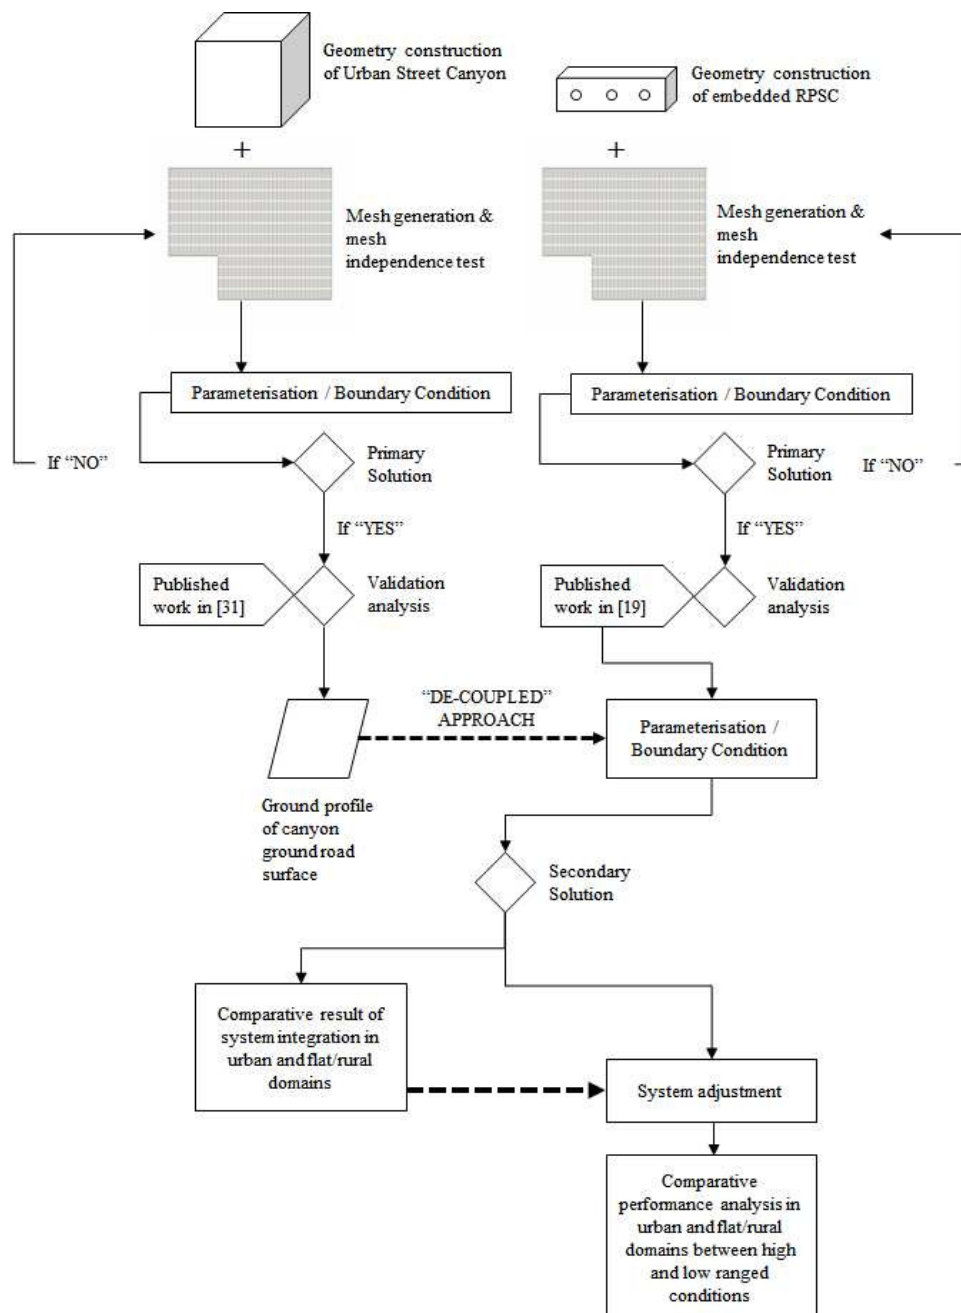 Geometry construction
of Urban Street Canyon
Geometry construction
of embedded RPSC
+
+
Mesh generation &
mesh
independence test
Mesh generation &
mesh
independence test
Parameterisation / Boundary Condition
Parameterisation / Boundary Condition
If “NO”
Primary
Solution
Primary
Solution
If “NO”
If “YES”
If “YES”
Published
work in [31]
Validation
analysis
Published
work in [19]
Validation
analysis
“DE-COUPLED”
APPROACH
Parameterisation /
Boundary Condition
Ground profile
of canyon
ground road
surface
Secondary
Solution
Comparative result of
system integration in
urban and flat/rural
domains
System adjustment
Comparative
performance analysis in
urban and flat/rural
domains between high
and low ranged
conditions